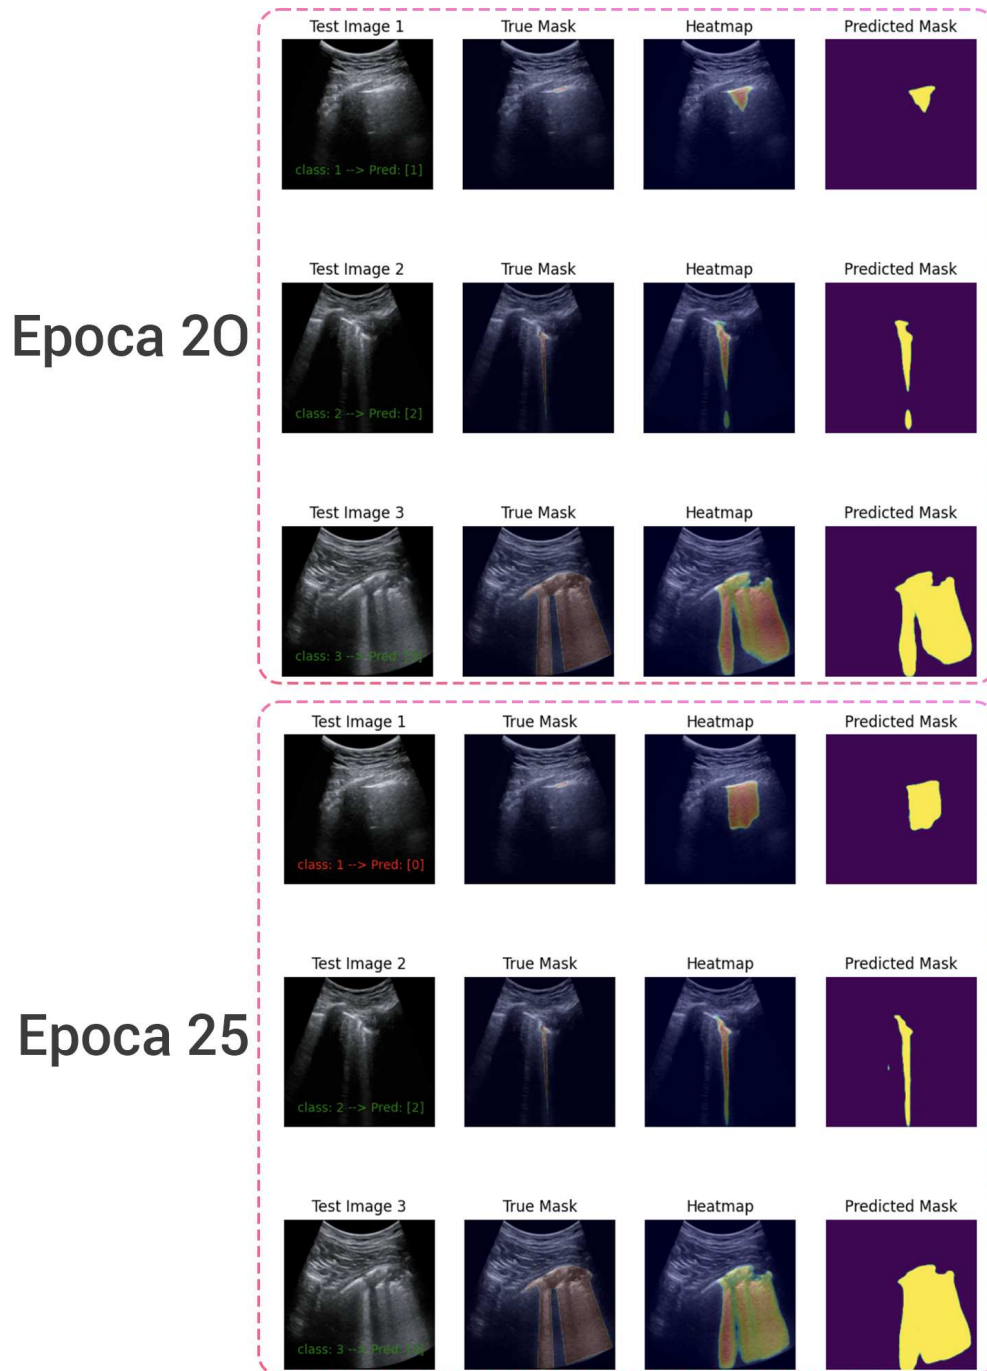 Test Image 1 True Mask Heatmap Predicted Mask
class: 1 --> Pred: [1]
Test Image 2 True Mask Heatmap Predicted Mask
Epoca 20
class: 2 --> Pred: [2]
Test Image 3 True Mask Heatmap Predicted Mask
class: 3 --> Pred:
Test Image 1 True Mask Heatmap Predicted Mask
class: 1 --> Pred: [0]
Test Image 2 True Mask Heatmap Predicted Mask
Epoca 25
class: 2 --> Pred: [2]
Test Image 3 True Mask Heatmap Predicted Mask
class: 3 --> Pred: